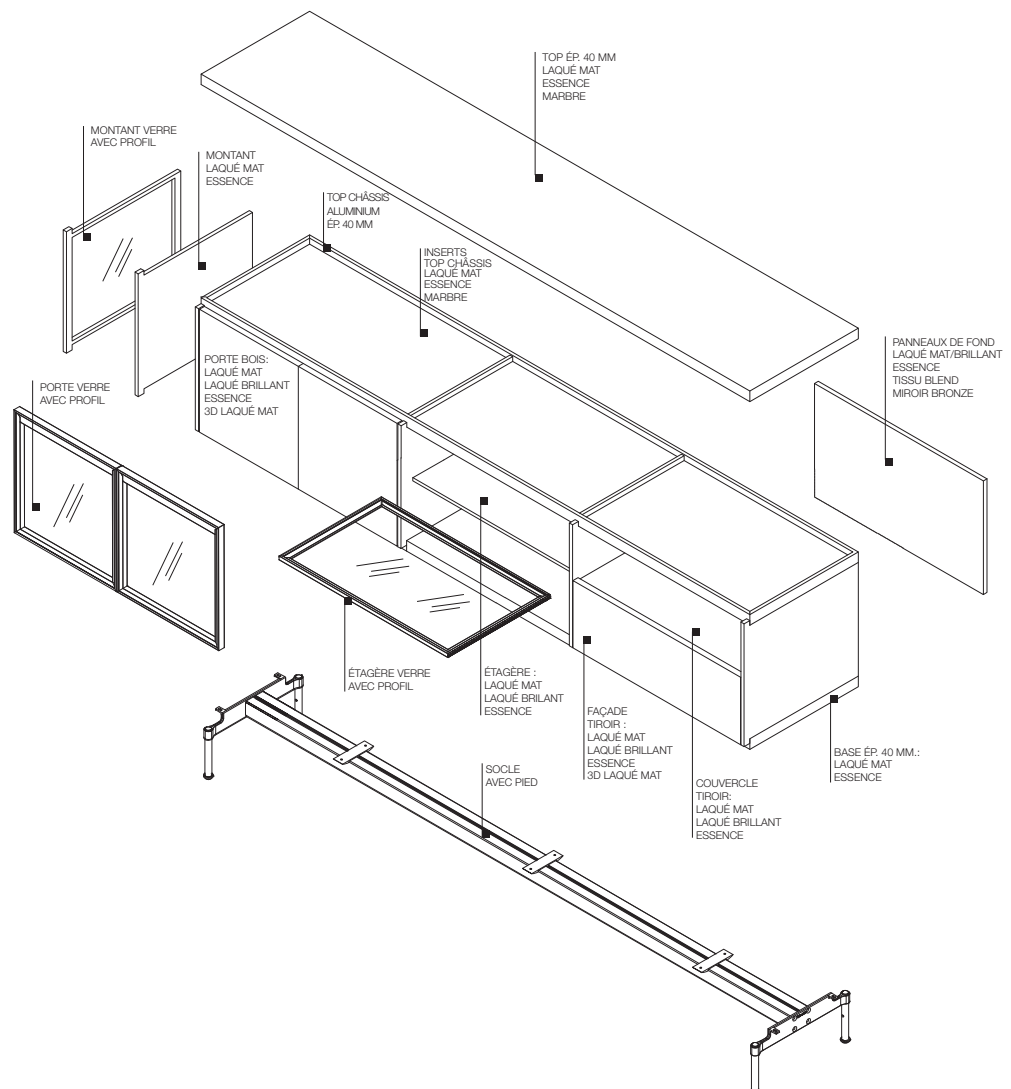 TOP ÉP. 40 MM
LAQUÉ MAT
ESSENCE
MARBRE
MONTANT VERRE
AVEC PROFIL
MONTANT
LAQUÉ MAT
ESSENCE
TOP CHÂSSIS
ALUMINIUM
ÉP. 40 MM
INSERTS
TOP CHÂSSIS
LAQUÉ MAT
ESSENCE
MARBRE
PANNEAUX DE FOND
LAQUÉ MAT/BRILLANT
ESSENCE
TISSU BLEND
MIROIR BRONZE
PORTE BOIS:
LAQUÉ MAT
LAQUÉ BRILLANT
ESSENCE
3D LAQUÉ MAT
PORTE VERRE
AVEC PROFIL
ÉTAGÈRE VERRE
AVEC PROFIL
ÉTAGÈRE :
LAQUÉ MAT
LAQUÉ BRILANT
ESSENCE
FAÇADE
TIROIR :
LAQUÉ MAT
LAQUÉ BRILLANT
ESSENCE
3D LAQUÉ MAT
BASE ÉP. 40 MM.:
LAQUÉ MAT
ESSENCE
SOCLE
AVEC PIED
COUVERCLE
TIROIR:
LAQUÉ MAT
LAQUÉ BRILLANT
ESSENCE